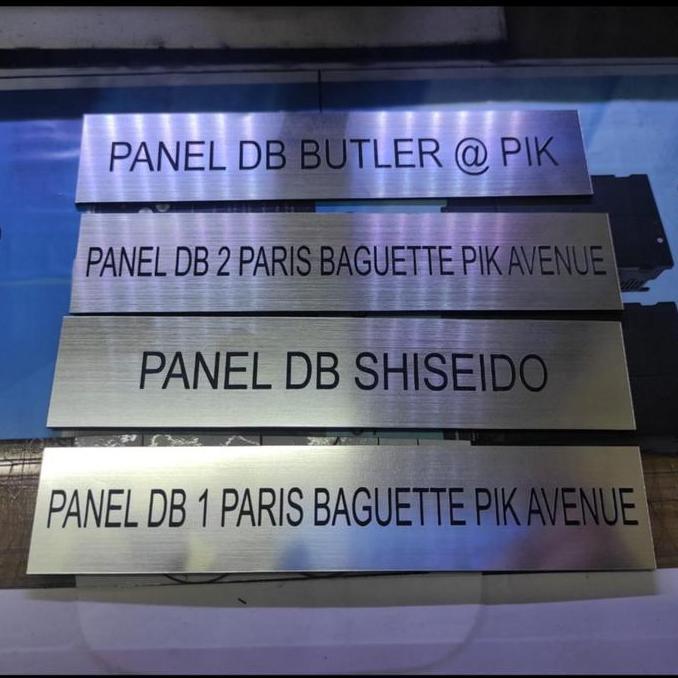 PANEL DB BUTLER @ PIK
PANEL DB 2 PARIS BAGUETTE PIK AVENUE
PANEL DB SHISEIDO
PANEL DB 1 PARIS BAGUETTE PIK AVENUE